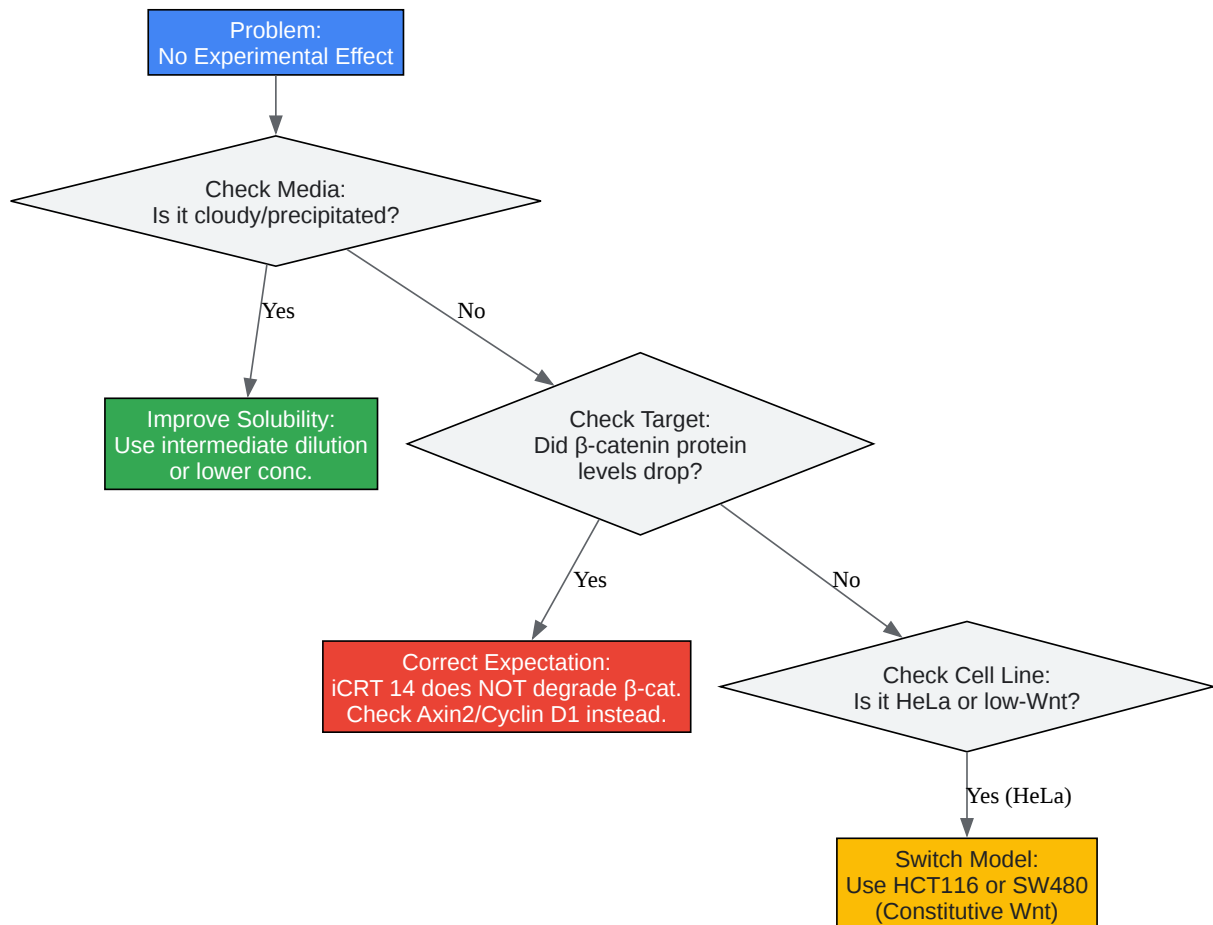 Problem:
No Experimental Effect
Check Media:
Is it cloudy/precipitated?
Yes
No
Improve Solubility:
Use intermediate dilution
or lower conc.
Check Target:
Did β-catenin protein
levels drop?
Yes
No
Correct Expectation:
iCRT 14 does NOT degrade β-cat.
Check Axin2/Cyclin D1 instead.
Check Cell Line:
Is it HeLa or low-Wnt?
Yes (HeLa)
Switch Model:
Use HCT116 or SW480
(Constitutive Wnt)